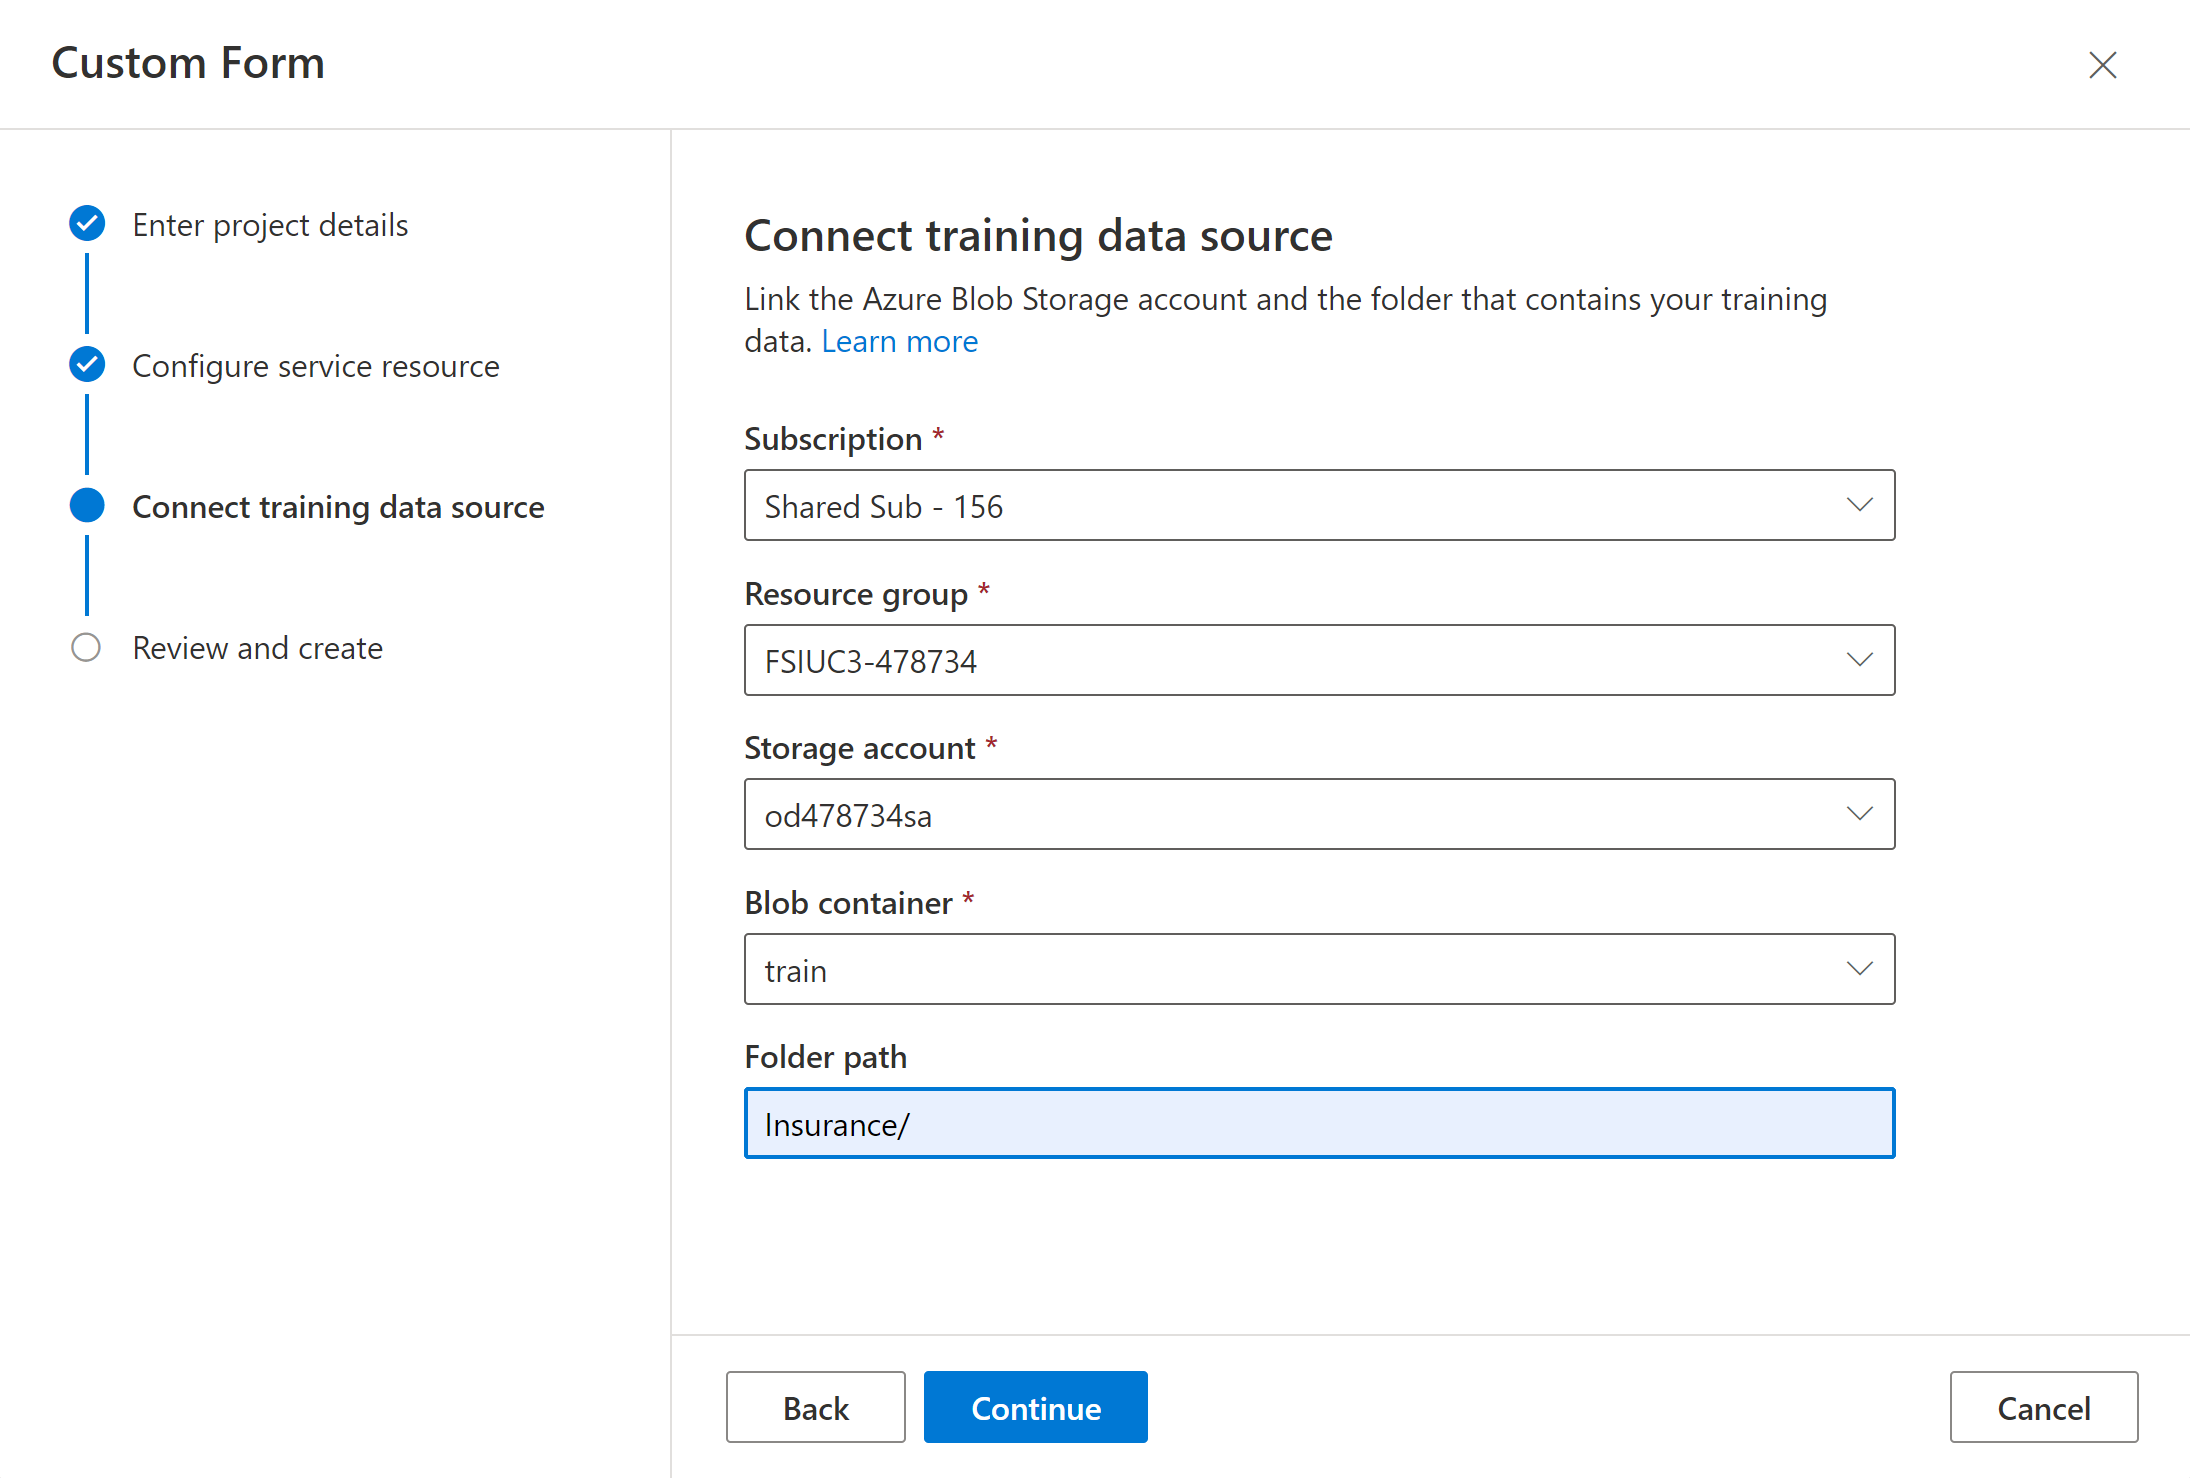 Custom Form
Enter project details
Configure service resource
Connect training data source
Review and create
Connect training data source
Link the Azure Blob Storage account and the folder that contains your training
data. Learn more
Subscription *
Shared Sub - 156
Resource group *
FSIUC3-478734
Storage account *
od478734sa
Blob container *
train
Folder path
Insurance/
Back
Continue
Cancel